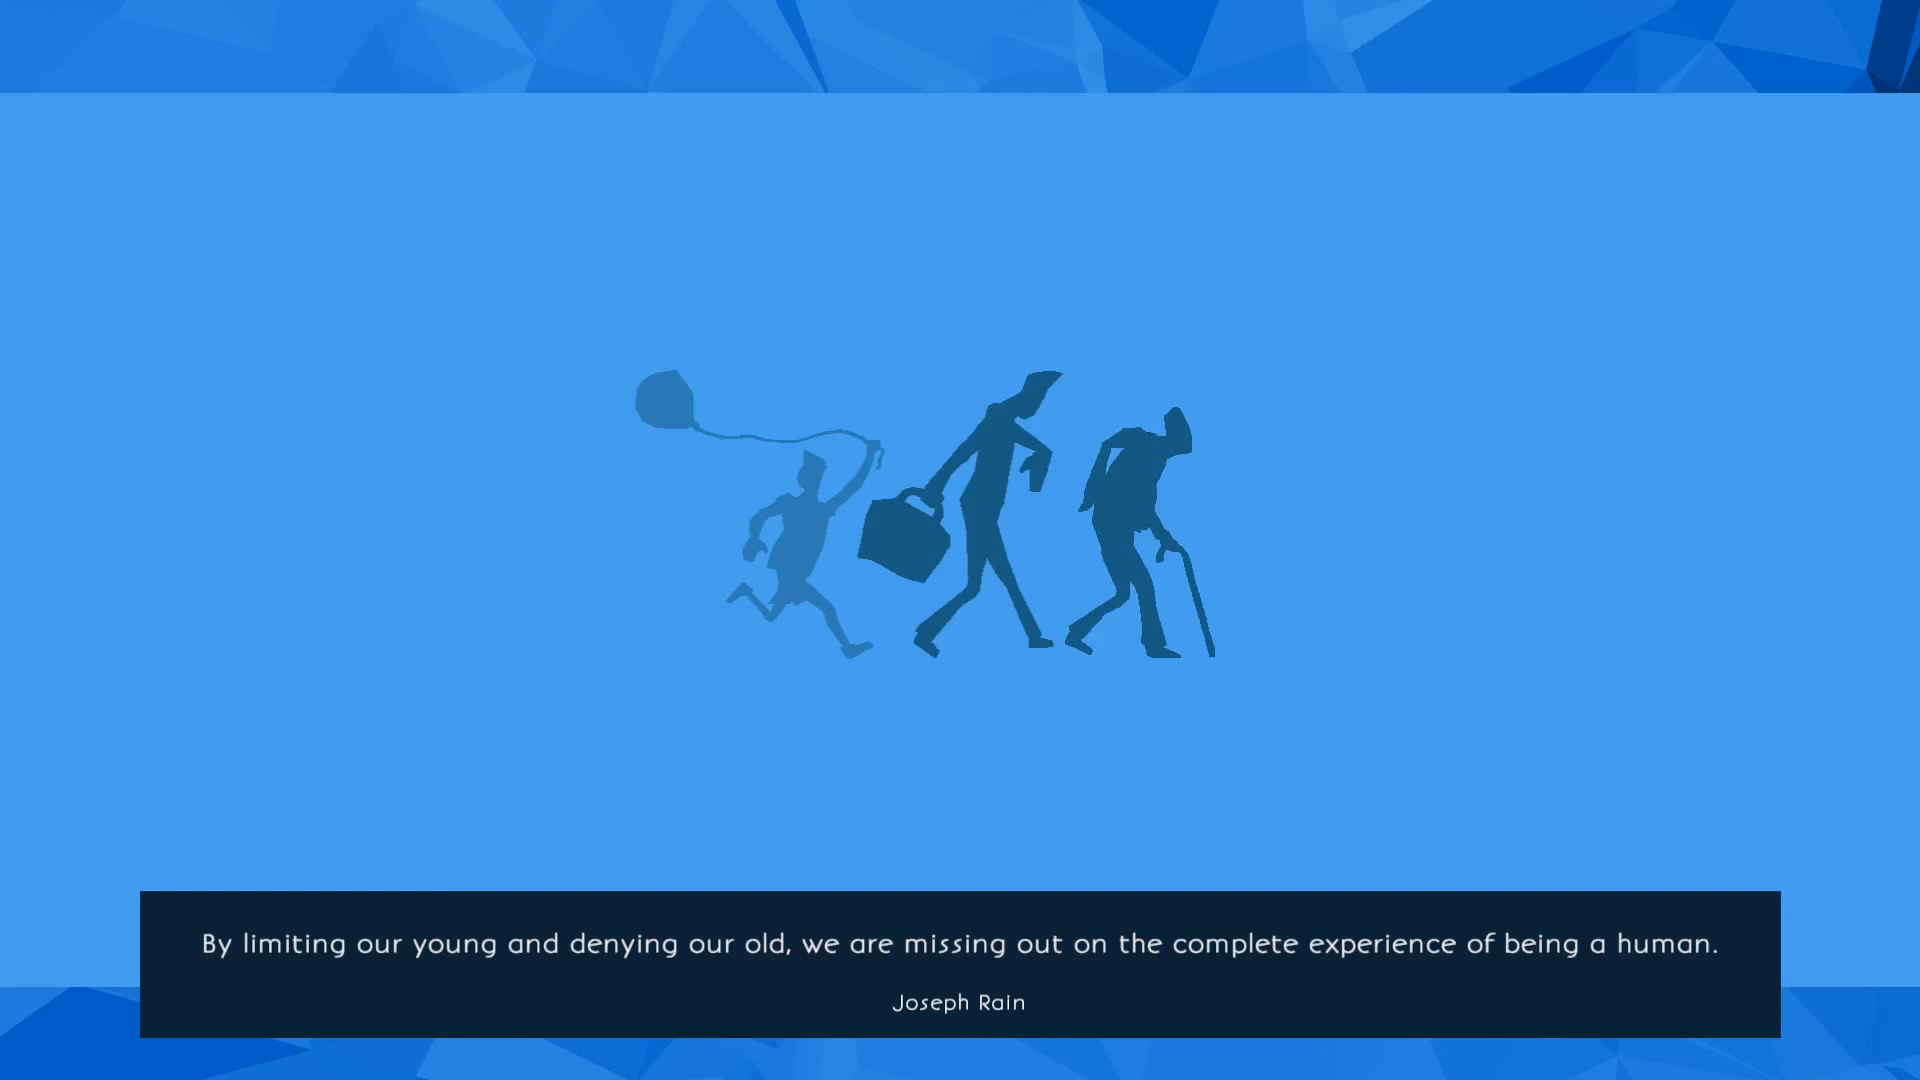 By limiting our young and denying our old, we are missing out on the complete experience of being a human.
Joseph Rain